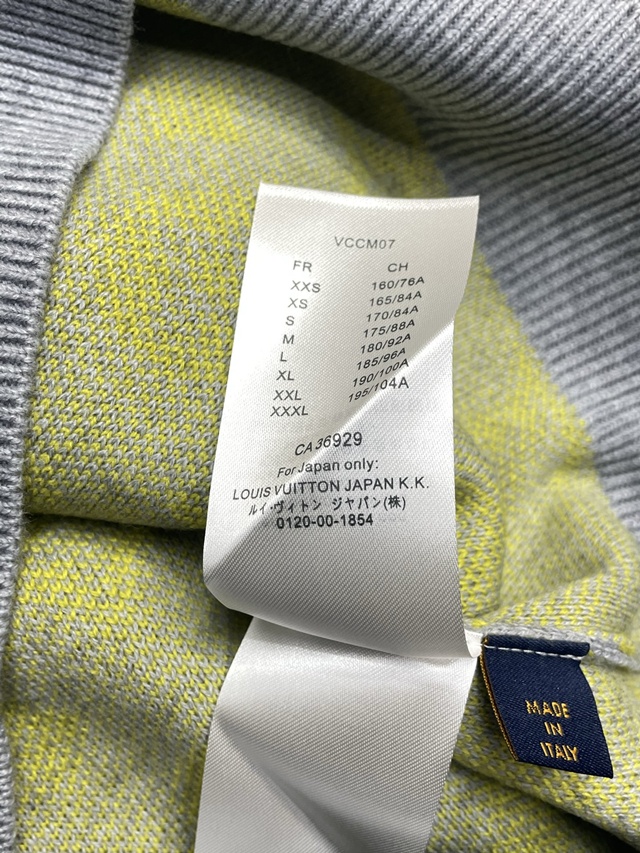 VCCM07
FR CH
XXS 160/76A
XS 165/84A
S 170/84A
M 175/88A
L 180/92A
XL 185/96A
XXL 190/100A
XXXL 195/104A
CA36929
For Japan only:
LOUIS VUITTON JAPAN K.K.
ルイ・ヴィトン ジャパン(株)
0120-00-1854
MADE
IN
ITALY